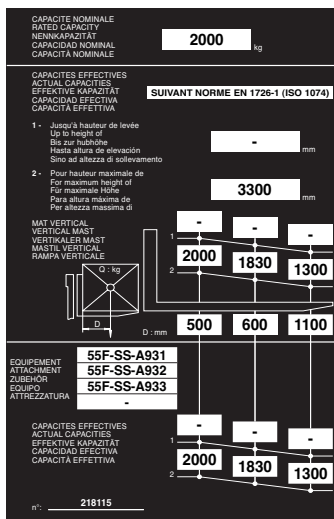 CAPACITE NOMINALE
RATED CAPACITY
NENNKAPAZITÄT
CAPACIDAD NOMINAL
CAPACITÀ NOMINALE
2000 kg
CAPACITES EFFECTIVES
ACTUAL CAPACITIES
EFFEKTIVE KAPAZITÄT
CAPACIDAD EFECTIVA
CAPACITÀ EFFETTIVA
SUIVANT NORME EN 1726-1 (ISO 1074)
1 - Jusqu'à hauteur de levée
Up to height of
Bis zur hubhöhe
Hasta altura de elevación
Sino ad altezza di sollevamento
- mm
2 - Pour hauteur maximale de
For maximum height of
Für maximale Höhe
Para altura máxima de
Per altezza massima di
3300 mm
MAT VERTICAL
VERTICAL MAST
VERTIKALER MAST
MASTIL VERTICAL
RAMPA VERTICALE
1 - - -
2 2000 1830 1300
Q : kg
D
D : mm 500 600 1100
EQUIPEMENT
ATTACHMENT
ZUBEHÖR
EQUIPO
ATTREZZATURA
55F-SS-A931
55F-SS-A932
55F-SS-A933
-
CAPACITES EFFECTIVES
ACTUAL CAPACITIES
EFFEKTIVE KAPAZITÄT
CAPACIDAD EFECTIVA
CAPACITÀ EFFETTIVA
1 - - -
2 2000 1830 1300
n°: 218115